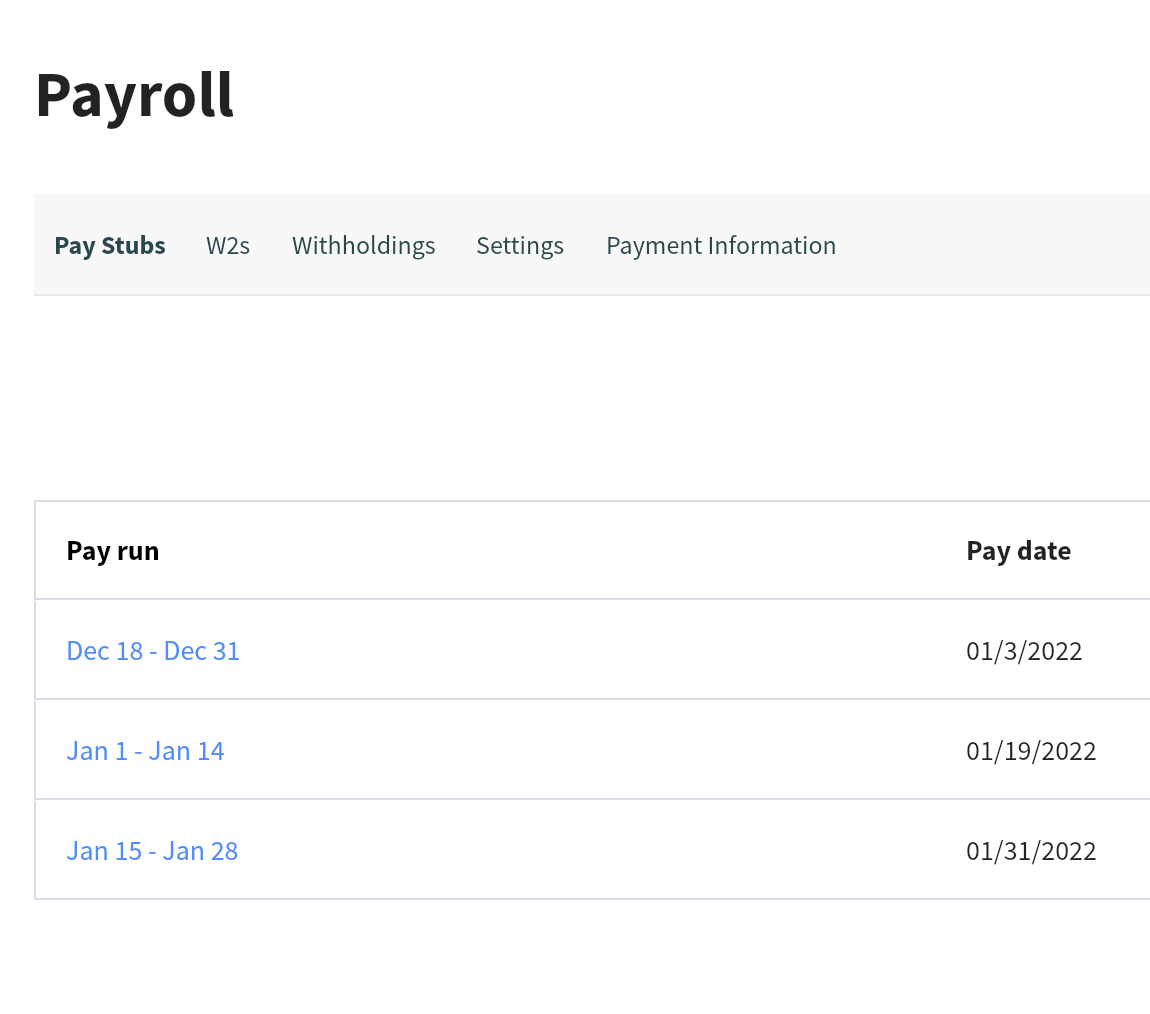 Payroll
Pay Stubs W2s Withholdings Settings Payment Information
Pay run Pay date
Dec 18 - Dec 31 01/3/2022
Jan 1 - Jan 14 01/19/2022
Jan 15 - Jan 28 01/31/2022